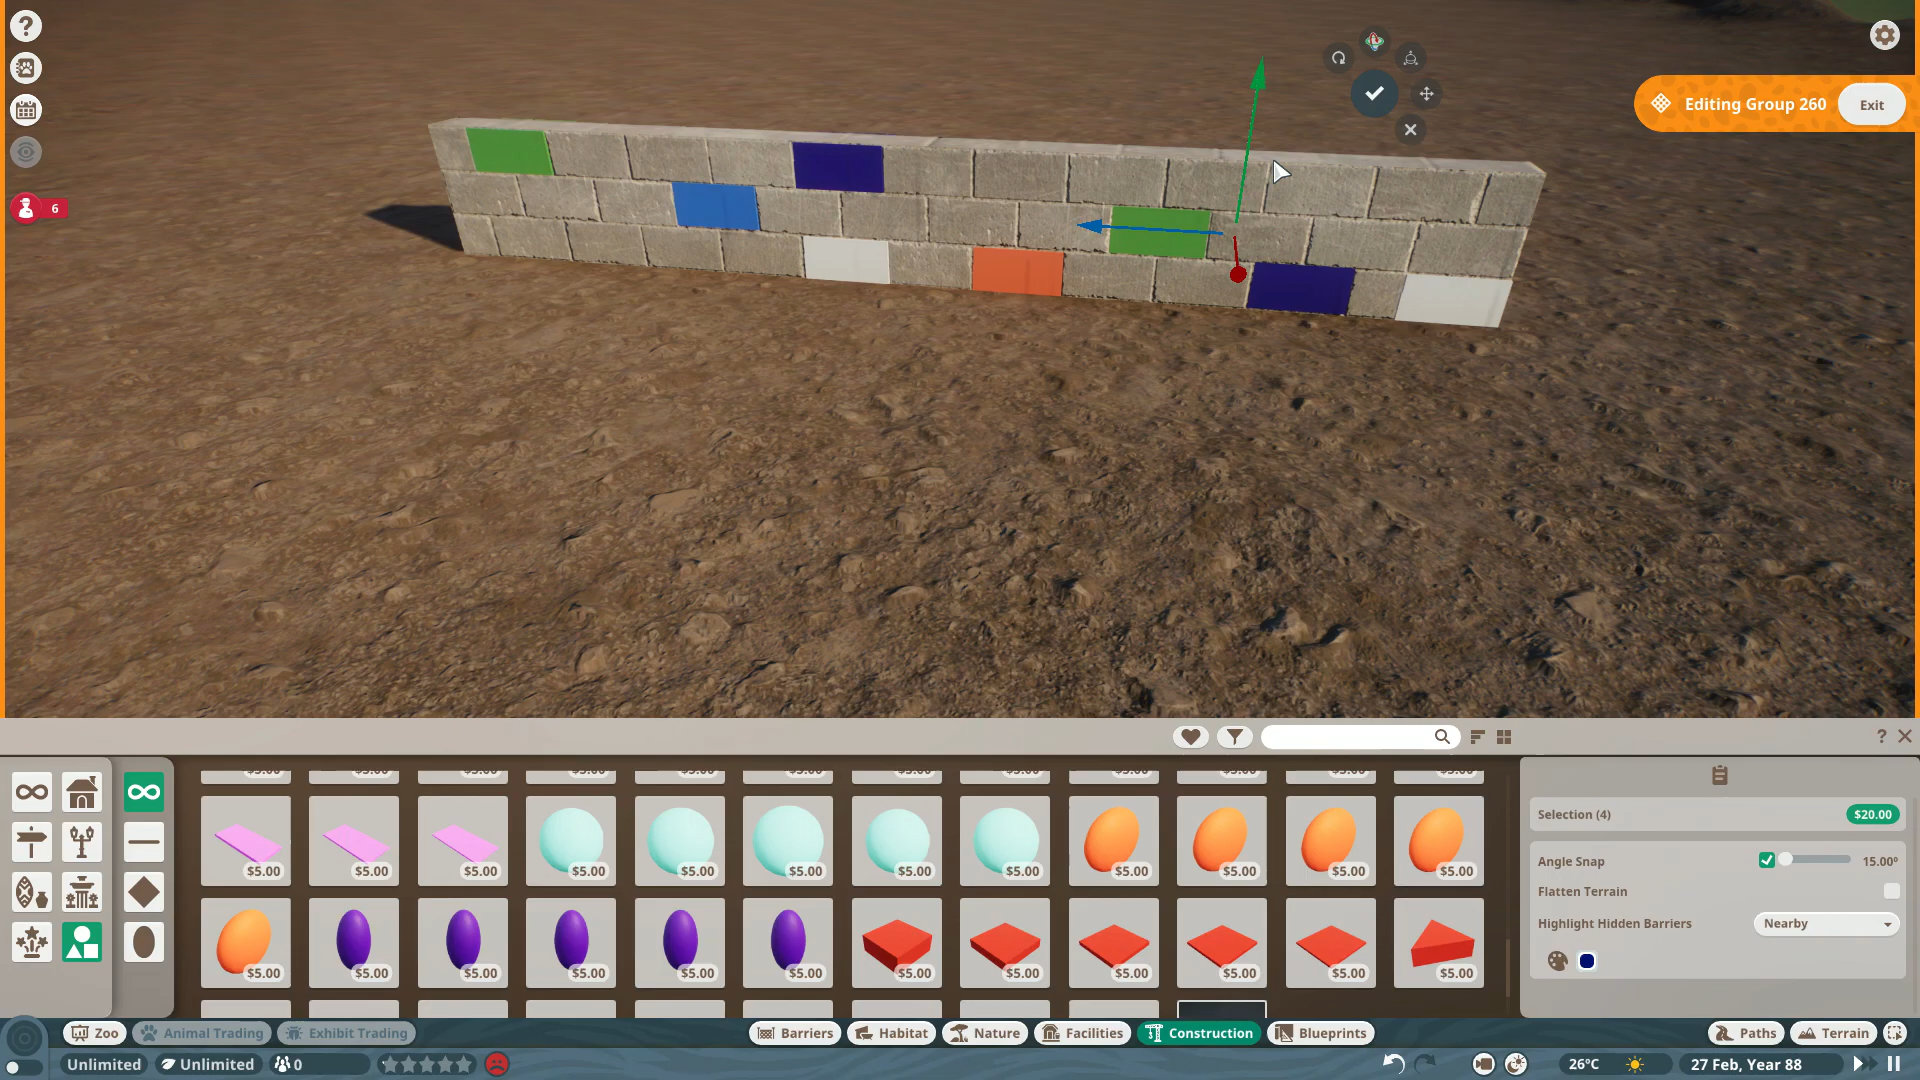 ?
6
Editing Group 260
Exit
?
$5.00 $5.00 $5.00 $5.00 $5.00 $5.00 $5.00 $5.00 $5.00 $5.00 $5.00 $5.00
$5.00 $5.00 $5.00 $5.00 $5.00 $5.00 $5.00 $5.00 $5.00 $5.00 $5.00 $5.00
Selection (4)
$20.00
Angle Snap
15.00°
Flatten Terrain
Highlight Hidden Barriers
Nearby
Zoo
Animal Trading
Exhibit Trading
Barriers
Habitat
Nature
Facilities
Construction
Blueprints
Paths
Terrain
Unlimited
Unlimited
0
26°C
27 Feb, Year 88